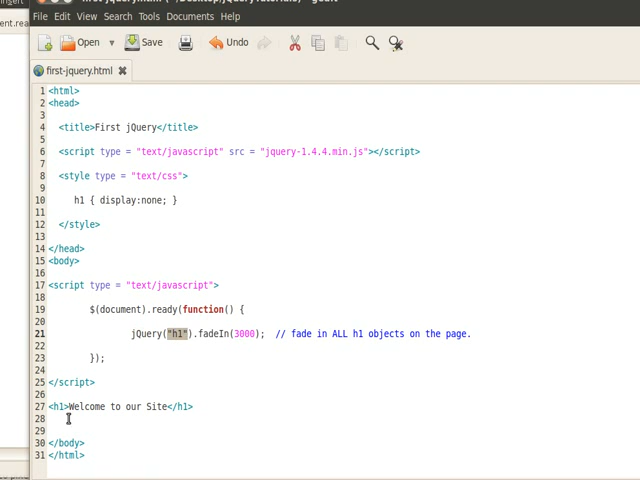 File Edit View Search Tools Documents Help
Open Save Undo
first-jquery.html
1 <html>
2 <head>
3
4 <title>First jQuery</title>
5
6 <script type = "text/javascript" src = "jquery-1.4.4.min.js"></script>
7
8 <style type = "text/css">
9
10 h1 { display:none; }
11
12 </style>
13
14 </head>
15 <body>
16
17 <script type = "text/javascript">
18
19 $(document).ready(function() {
20
21 jQuery("h1").fadeIn(3000); // fade in ALL h1 objects on the page.
22
23 });
24
25 </script>
26
27 <h1>Welcome to our Site</h1>
28
29
30 </body>
31 </html>